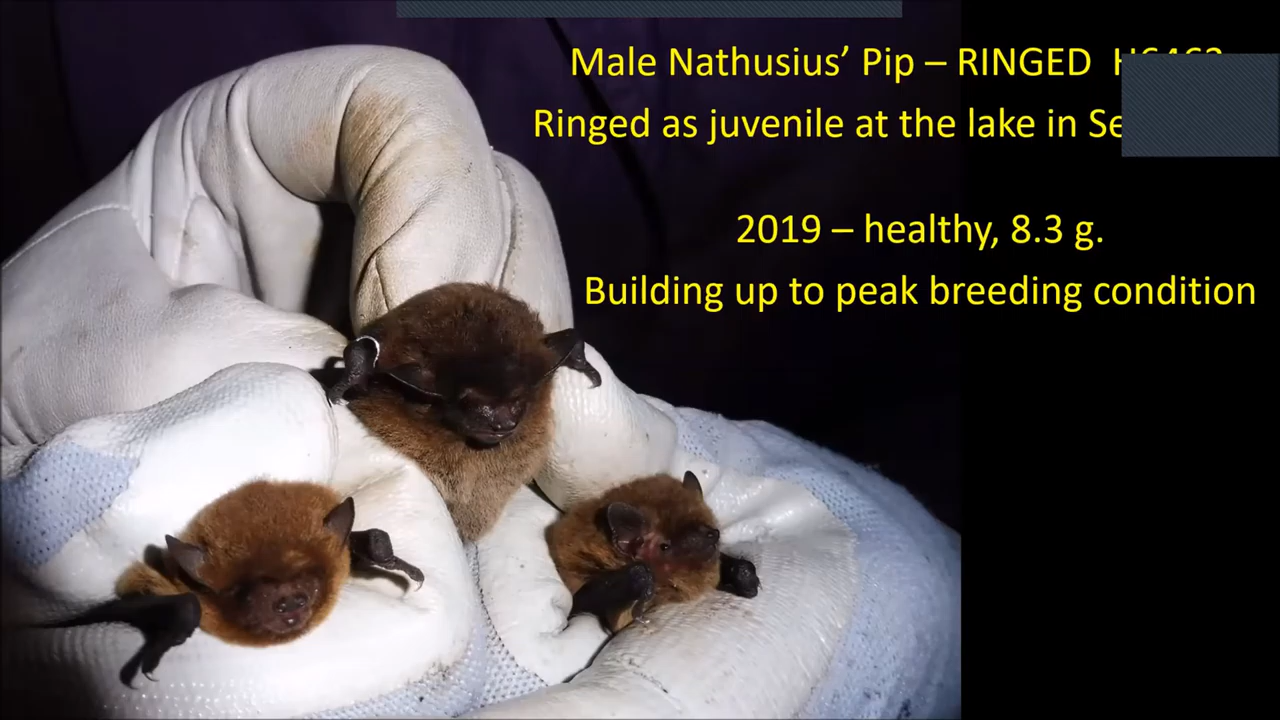 Male Nathusius’ Pip – RINGED
Ringed as juvenile at the lake in
2019 – healthy, 8.3 g.
Building up to peak breeding condition